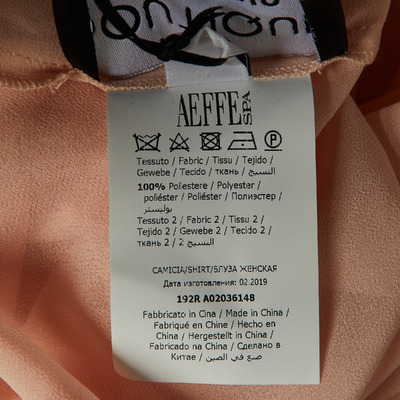 AEFFE SPA
Tessuto / Fabric / Tissu / Tejido /
Gewebe / Tecido / ткань / النسيج /
100% Poliestere / Polyester /
poliéster / Poliéster / Полиэстер /
بوليستر /
Tessuto 2 / Fabric 2 / Tissu 2 /
Tejido 2 / Gewebe 2 / Tecido 2 /
ткань 2 / النسيج 2 /
CAMICIA/SHIRT/БЛУЗА ЖЕНСКАЯ
Дата изготовления: 02.2019
192R A02036148
Fabbricato in Cina / Made in China /
Fabriqué en Chine / Hecho en
China / Hergestellt in China /
Fabricado na China / Сделано в
Китае / صنع في الصين /